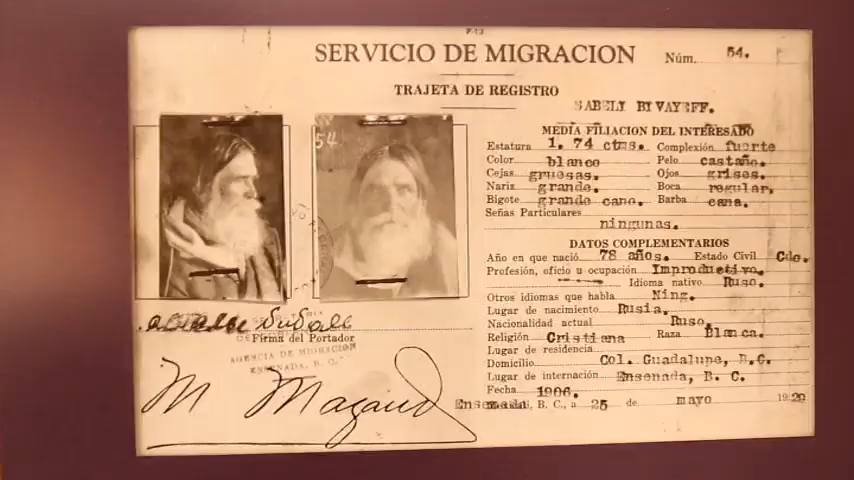 SERVICIO DE MIGRACION
Núm. 54.
TRAJETA DE REGISTRO
SABELI BIVAYEFF.
MEDIA FILIACION DEL INTERESADO
Estatura 1. 74 ctms. Complexión fuerte
Color blanco Pelo castaño.
Cejas gruesas. Ojos grises.
Nariz grande. Boca regular.
Bigote grande cano. Barba cana.
Señas Particulares
ningunas.
DATOS COMPLEMENTARIOS
Año en que nació 78 años. Estado Civil Cdo.
Profesión, oficio u ocupación Improductivo.
Idioma nativo Ruso.
Otros idiomas que habla Ning.
Lugar de nacimiento Rusia.
Nacionalidad actual Ruso.
Religión Cristiana Raza Blanca.
Lugar de residencia
Domicilio Col. Guadalupe, B.C.
Lugar de internación Ensenada, B. C.
Fecha 1906.
Ensenada, B. C., a 25 de mayo 1929
54
Firma del Portador
AGENCIA DE MIGRACION
ENSENADA, B. C.
M